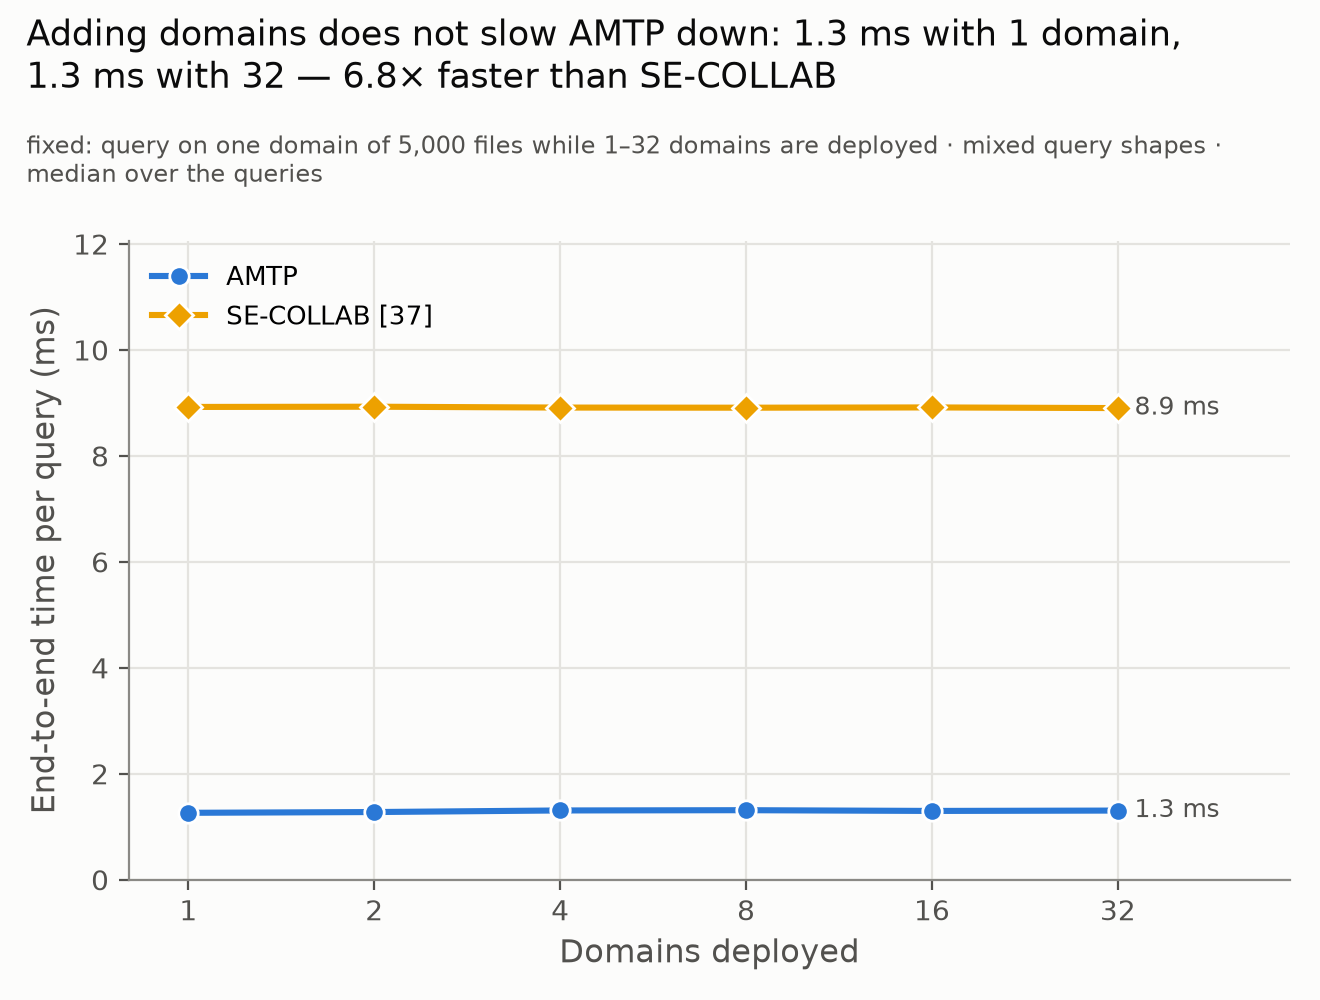 Adding domains does not slow AMTP down: 1.3 ms with 1 domain,
1.3 ms with 32 — 6.8× faster than SE-COLLAB
fixed: query on one domain of 5,000 files while 1–32 domains are deployed · mixed query shapes ·
median over the queries
AMTP
SE-COLLAB [37]
End-to-end time per query (ms)
12
10
8
6
4
2
0
8.9 ms
1.3 ms
1 2 4 8 16 32
Domains deployed